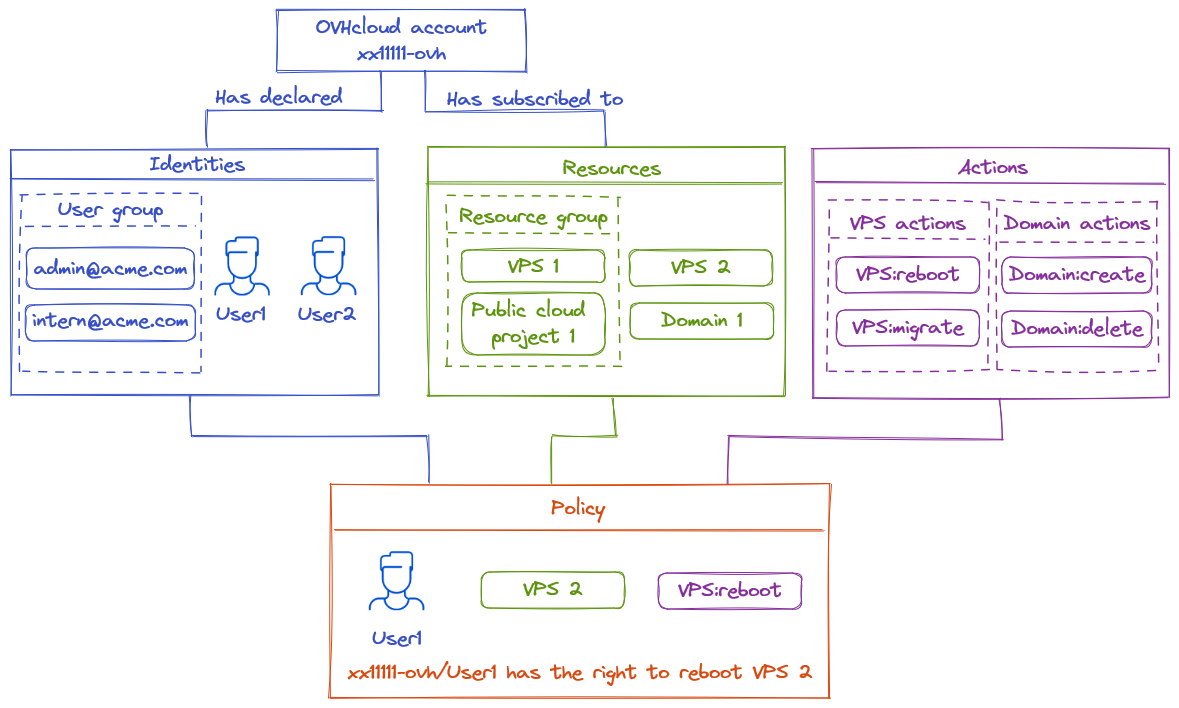 OVHcloud account
xx11111-ovh
Has declared
Has subscribed to
Identities
User group
admin@acme.com
intern@acme.com
User1
User2
Resources
Resource group
VPS 1
Public cloud
project 1
VPS 2
Domain 1
Actions
VPS actions
VPS:reboot
VPS:migrate
Domain actions
Domain:create
Domain:delete
Policy
User1
VPS 2
VPS:reboot
xx11111-ovh/User1 has the right to reboot VPS 2